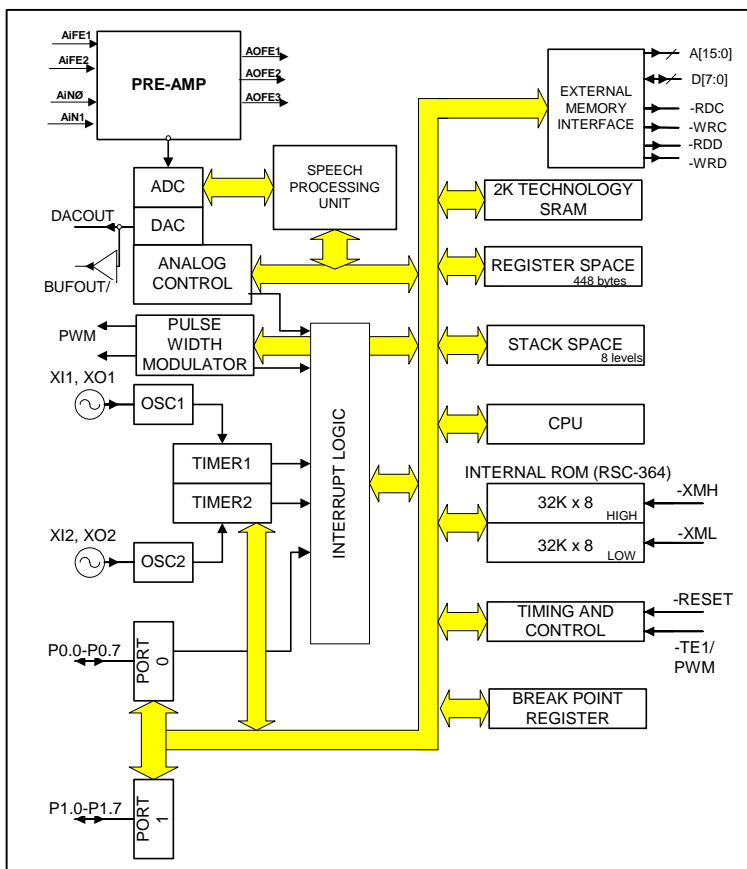 AiFE1
AiFE2
AiNØ
AiN1
PRE-AMP
AOFE1
AOFE2
AOFE3
EXTERNAL
MEMORY
INTERFACE
A[15:0]
D[7:0]
-RDC
-WRC
-RDD
-WRD
ADC
DAC
DACOUT
BUFOUT/
ANALOG
CONTROL
SPEECH
PROCESSING
UNIT
2K TECHNOLOGY
SRAM
REGISTER SPACE
448 bytes
PWM
PULSE
WIDTH
MODULATOR
STACK SPACE
8 levels
XI1, XO1
OSC1
TIMER1
TIMER2
XI2, XO2
OSC2
INTERRUPT LOGIC
CPU
INTERNAL ROM (RSC-364)
32K x 8
HIGH
-XMH
32K x 8
LOW
-XML
TIMING AND
CONTROL
-RESET
-TE1/
PWM
P0.0-P0.7
PORT
0
BREAK POINT
REGISTER
P1.0-P1.7
PORT
1